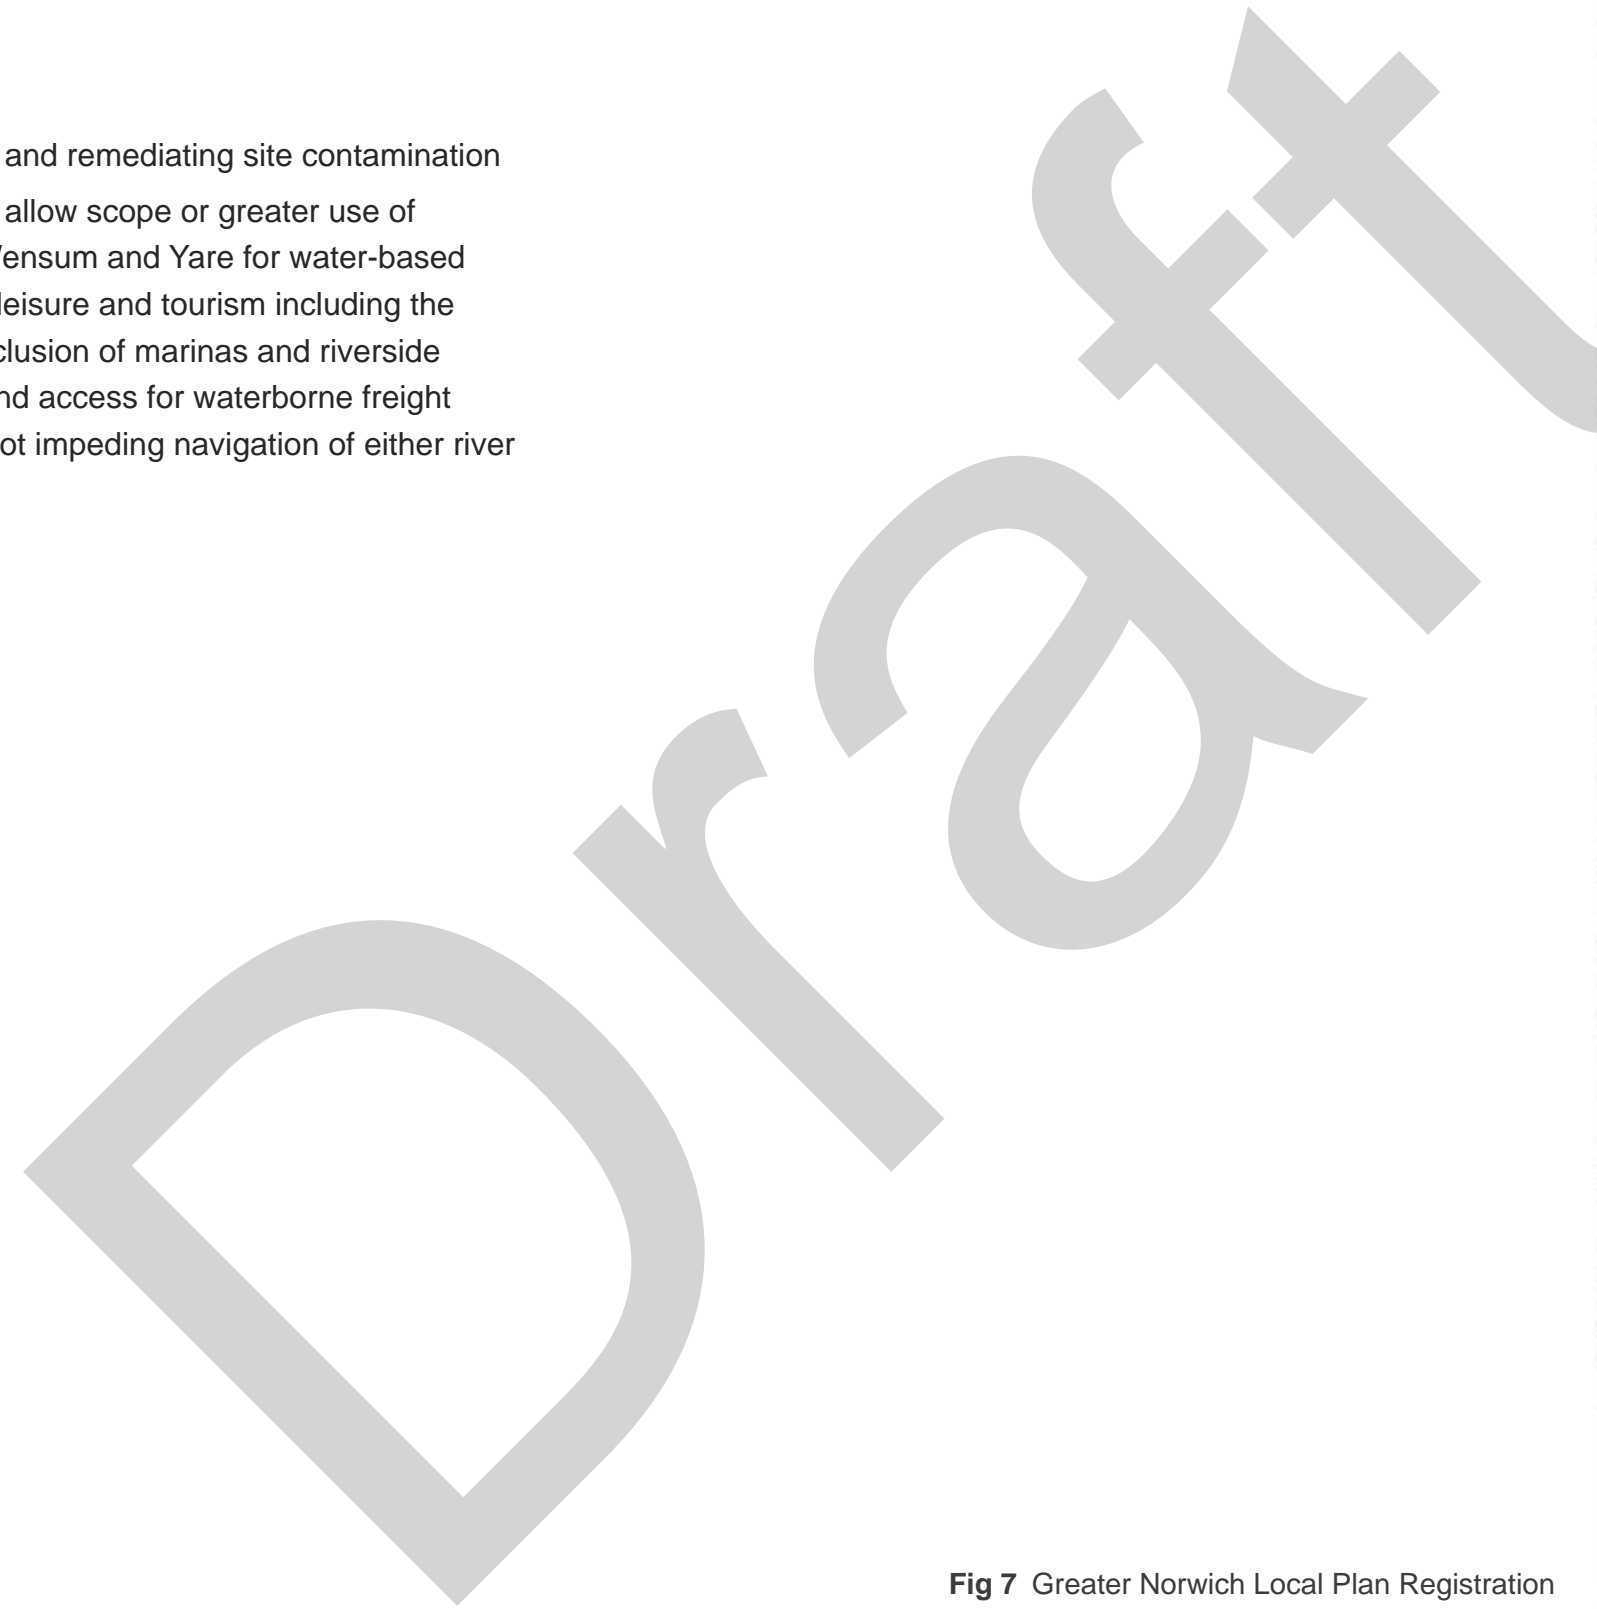 and remediating site contamination
allow scope or greater use of
ensum and Yare for water-based
leisure and tourism including the
clusion of marinas and riverside
nd access for waterborne freight
ot impeding navigation of either river
Draft
Fig 7 Greater Norwich Local Plan Registration